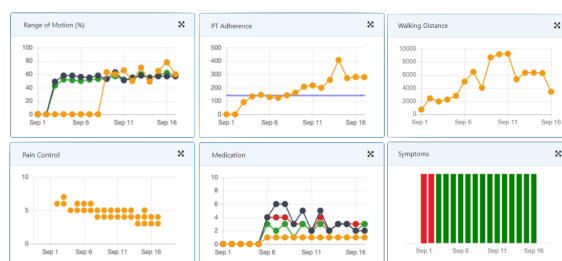 Range of Motion (%)
PT Adherence
Walking Distance
100
80
60
40
20
0
Sep 1 Sep 6 Sep 11 Sep 16
500
400
300
200
100
0
Sep 1 Sep 6 Sep 11 Sep 16
10000
8000
6000
4000
2000
0
Sep 1 Sep 6 Sep 11 Sep 16
Pain Control
Medication
Symptoms
10
5
0
Sep 1 Sep 6 Sep 11 Sep 16
10
8
6
4
2
0
Sep 1 Sep 6 Sep 11 Sep 16
Sep 1 Sep 6 Sep 11 Sep 16